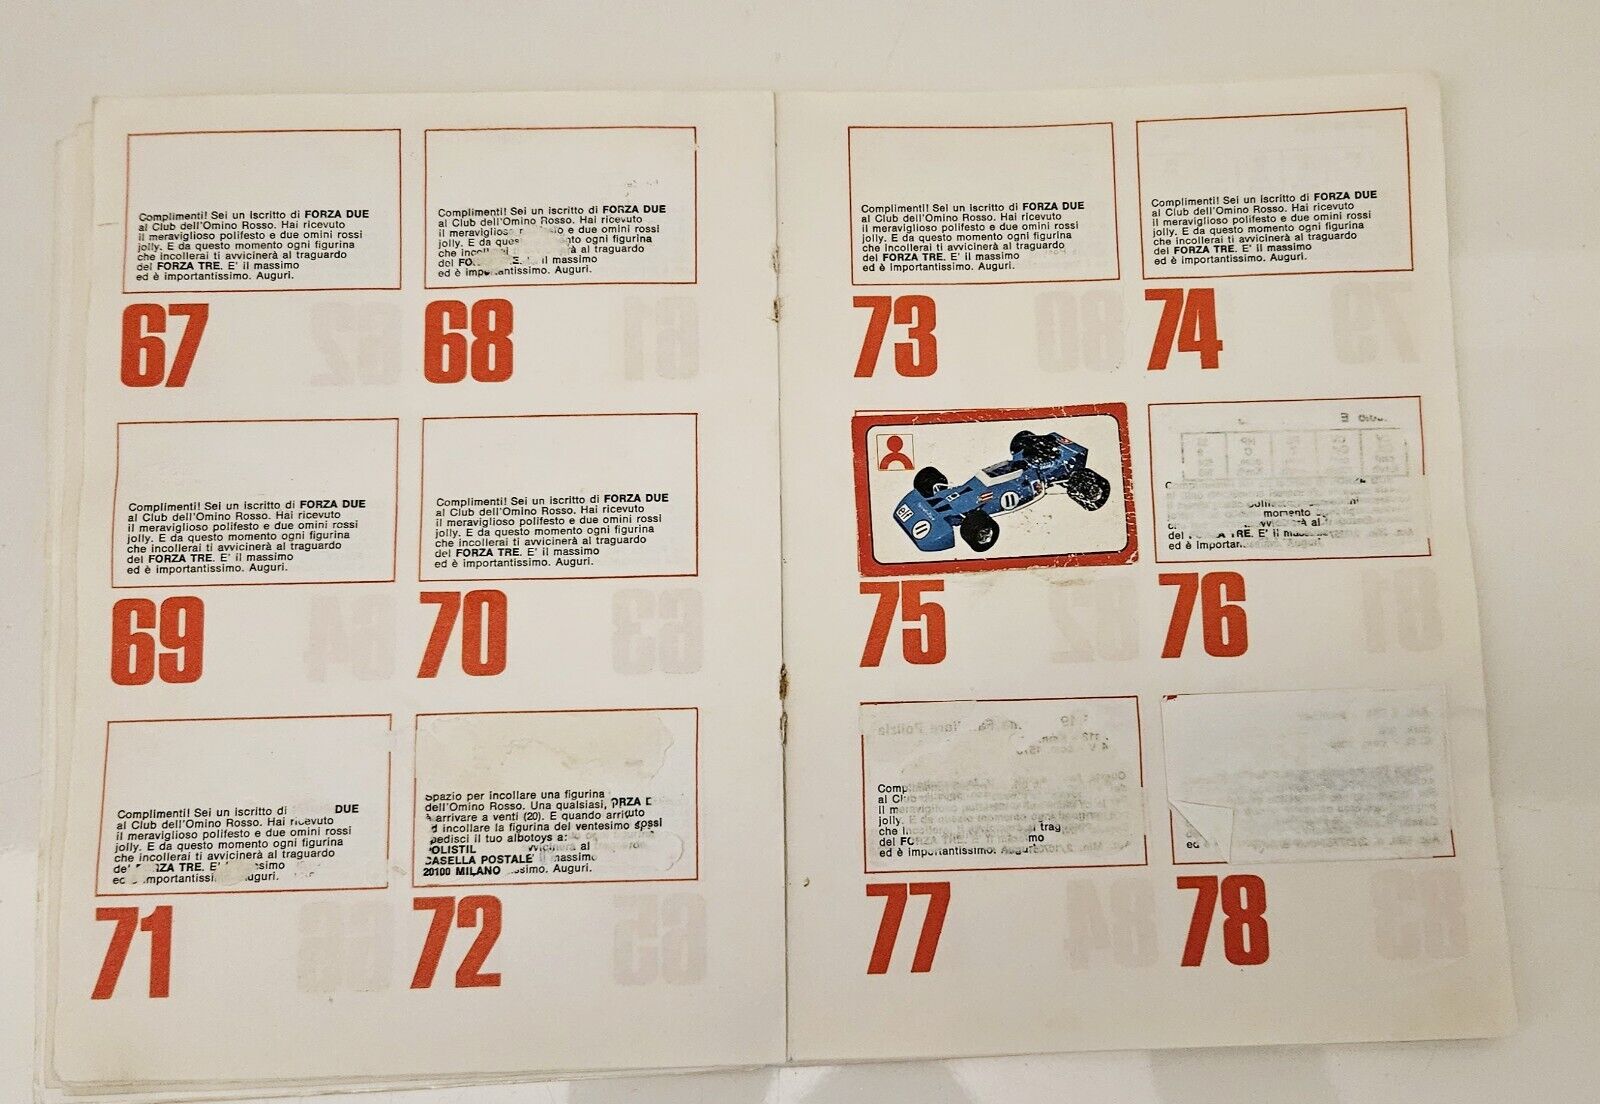 Complimenti! Sei un iscritto di FORZA DUE
al Club dell'Omino Rosso. Hai ricevuto
il meraviglioso polifesto e due omini rossi
jolly. E da questo momento ogni figurina
che incollerai ti avvicinerà al traguardo
del FORZA TRE. E' il massimo
ed è importantissimo. Auguri.
67
Complimenti! Sei un iscritto di FORZA DUE
al Club dell'Omino Rosso. Hai ricevuto
il meraviglioso polifesto e due omini rossi
jolly. E da ogni figurina
che avvicinerà al traguardo
del il massimo
ed è Auguri.
68
Complimenti! Sei un iscritto di FORZA DUE
al Club dell'Omino Rosso. Hai ricevuto
il meraviglioso polifesto e due omini rossi
jolly. E da questo momento ogni figurina
che incollerai ti avvicinerà al traguardo
del FORZA TRE. E' il massimo
ed è importantissimo. Auguri.
69
Complimenti! Sei un iscritto di FORZA DUE
al Club dell'Omino Rosso. Hai ricevuto
il meraviglioso polifesto e due omini rossi
jolly. E da questo momento ogni figurina
che incollerai ti avvicinerà al traguardo
del FORZA TRE. E' il massimo
ed è importantissimo. Auguri.
70
Complimenti! Sei un iscritto di DUE
al Club dell'Omino Rosso. Hai ricevuto
il meraviglioso polifesto e due omini rossi
jolly. E da questo momento ogni figurina
che incollerai ti avvicinerà al traguardo
TRE. E'
71
Spazio per incollare una figurina
dell'Omino Rosso. Una qualsiasi,
arrivare a venti (20). E quando
incollare la figurina del ventesimo
il tuo albotoys a:
POLISTIL
CASELLA POSTALE
20100 MILANO Auguri.
72
Complimenti! Sei un iscritto di FORZA DUE
al Club dell'Omino Rosso. Hai ricevuto
il meraviglioso polifesto e due omini rossi
jolly. E da questo momento ogni figurina
che incollerai ti avvicinerà al traguardo
del FORZA TRE. E' il massimo
ed è importantissimo. Auguri.
73
Complimenti! Sei un iscritto di FORZA DUE
al Club dell'Omino Rosso. Hai ricevuto
il meraviglioso polifesto e due omini rossi
jolly. E da questo momento ogni figurina
che incollerai ti avvicinerà al traguardo
del FORZA TRE. E' il massimo
ed è importantissimo. Auguri.
74
elf
11
11
75
momento
al
ed è
76
al
il
jolly.
che
del
ed è
77
78